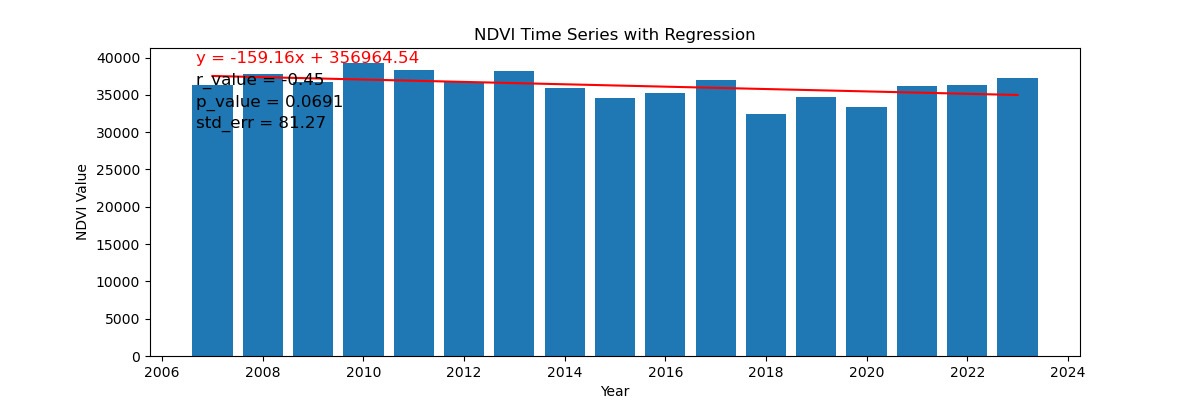 NDVI Time Series with Regression
y = -159.16x + 356964.54
r_value = -0.45
p_value = 0.0691
std_err = 81.27
40000
35000
30000
25000
20000
15000
10000
5000
0
NDVI Value
2006 2008 2010 2012 2014 2016 2018 2020 2022 2024
Year